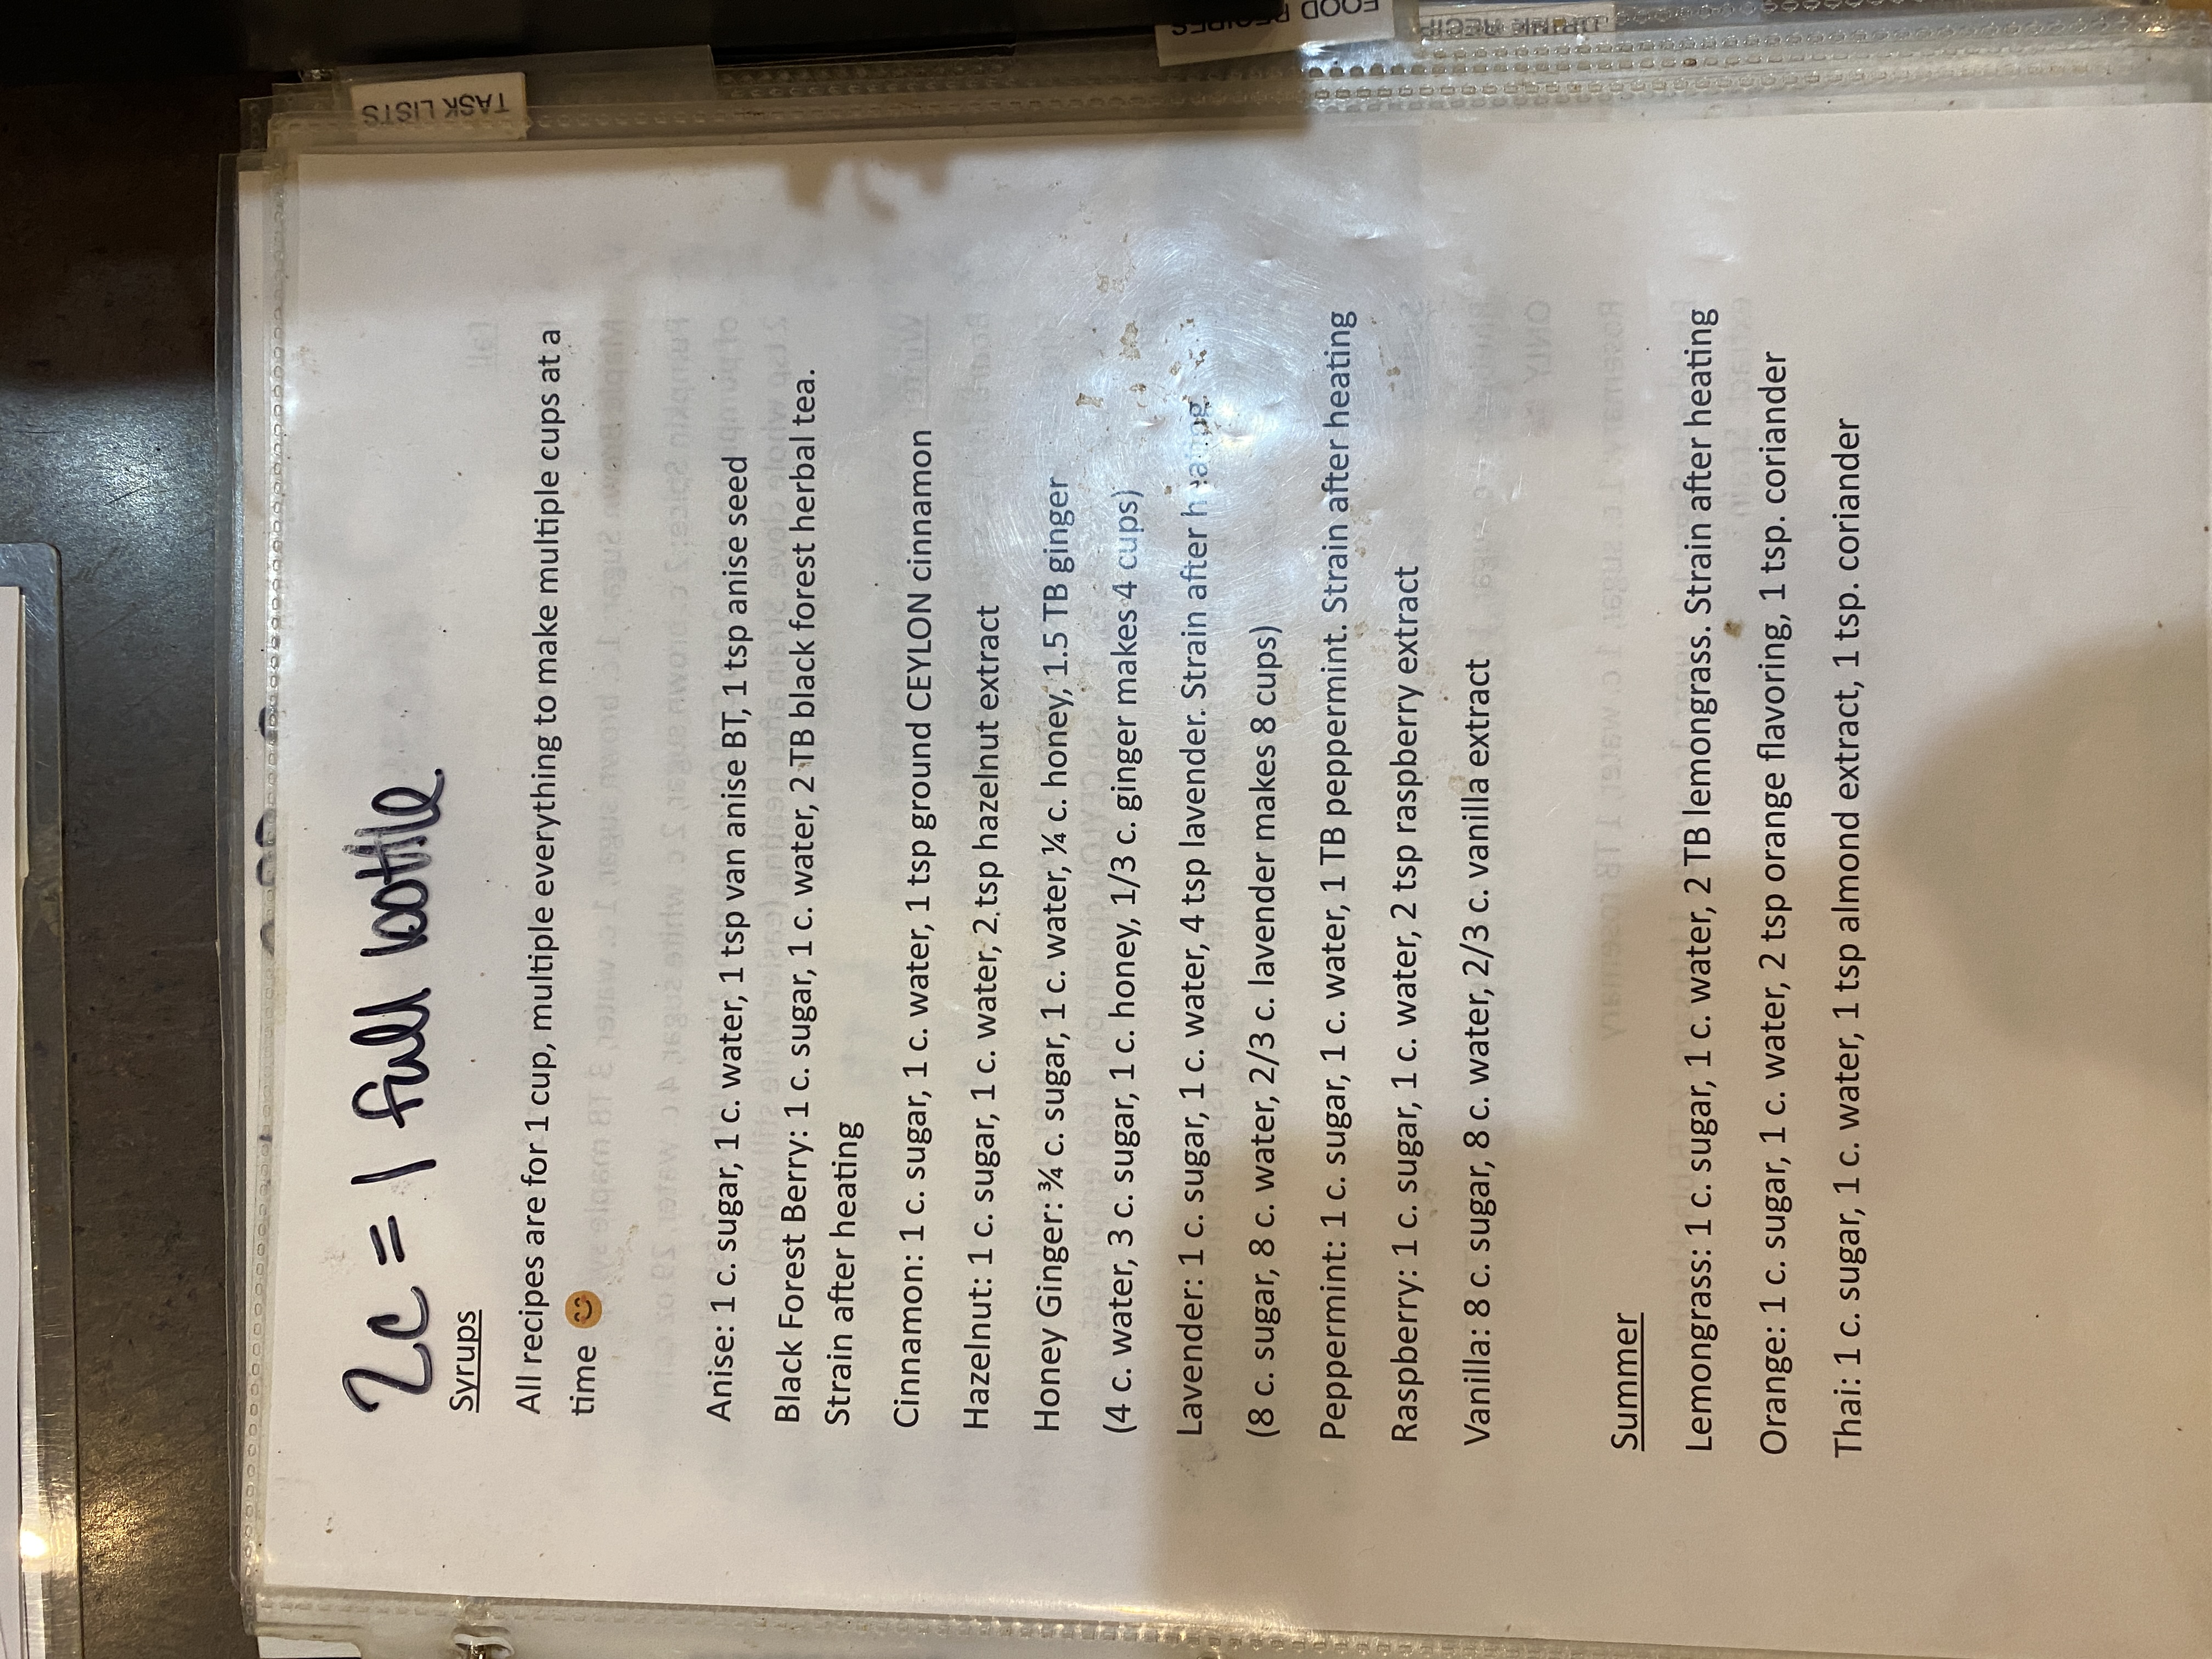 2c = 1 full bottle
Syrups
All recipes are for 1 cup, multiple everything to make multiple cups at a
time 😊
Anise: 1 c. sugar, 1 c. water, 1 tsp van anise BT, 1 tsp anise seed
Black Forest Berry: 1 c. sugar, 1 c. water, 2 TB black forest herbal tea.
Strain after heating
Cinnamon: 1 c. sugar, 1 c. water, 1 tsp ground CEYLON cinnamon
Hazelnut: 1 c. sugar, 1 c. water, 2 tsp hazelnut extract
Honey Ginger: ¾ c. sugar, 1 c. water, ¼ c. honey, 1.5 TB ginger
(4 c. water, 3 c. sugar, 1 c. honey, 1/3 c. ginger makes 4 cups)
Lavender: 1 c. sugar, 1 c. water, 4 tsp lavender. Strain after heating
(8 c. sugar, 8 c. water, 2/3 c. lavender makes 8 cups)
Peppermint: 1 c. sugar, 1 c. water, 1 TB peppermint. Strain after heating
Raspberry: 1 c. sugar, 1 c. water, 2 tsp raspberry extract
Vanilla: 8 c. sugar, 8 c. water, 2/3 c. vanilla extract
Summer
Lemongrass: 1 c. sugar, 1 c. water, 2 TB lemongrass. Strain after heating
Orange: 1 c. sugar, 1 c. water, 2 tsp orange flavoring, 1 tsp. coriander
Thai: 1 c. sugar, 1 c. water, 1 tsp almond extract, 1 tsp. coriander
TASK LISTS
FOOD RECIPES
DRINK RECIP